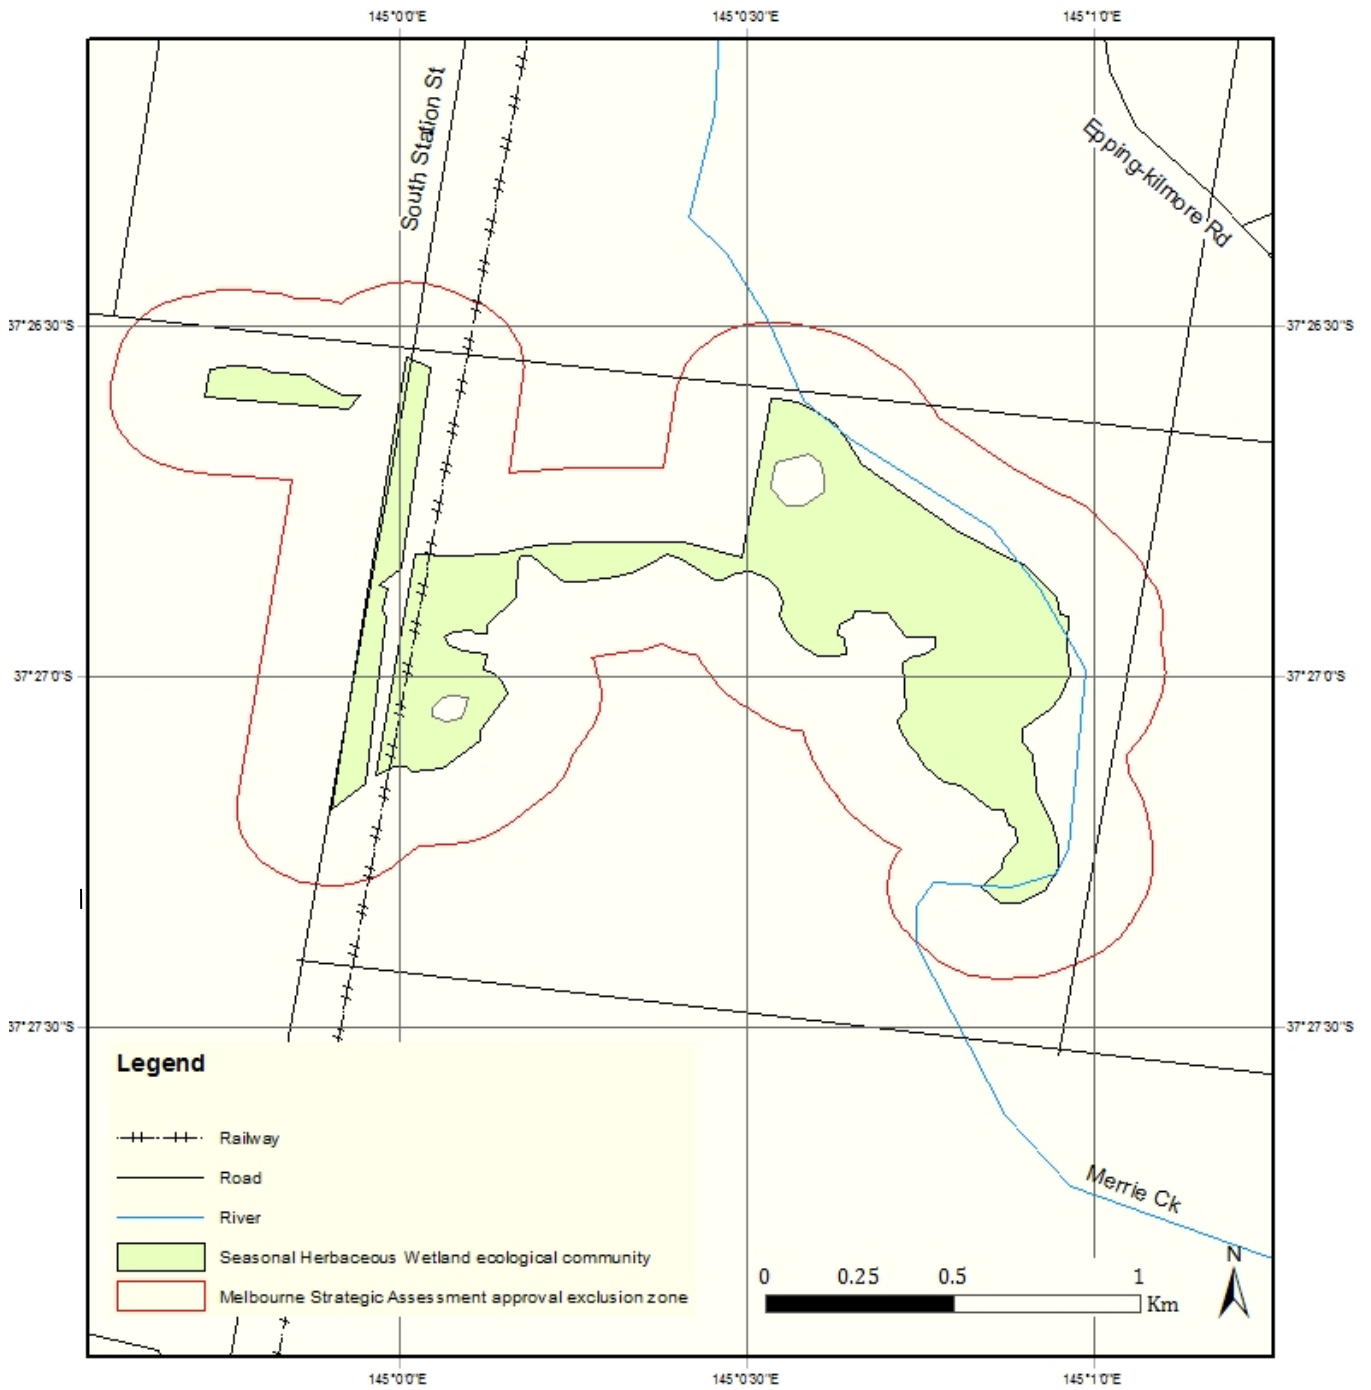 145°0'0"E 145°0'30"E 145°1'0"E
South Station St
Epping-kilmore Rd
37°26'30"S 37°26'30"S
37°27'0"S 37°27'0"S
37°27'30"S 37°27'30"S
Legend
Railway
Road
River
Seasonal Herbaceous Wetland ecological community
Melbourne Strategic Assessment approval exclusion zone
Merrie Ck
N
0 0.25 0.5 1
Km
145°0'0"E 145°0'30"E 145°1'0"E